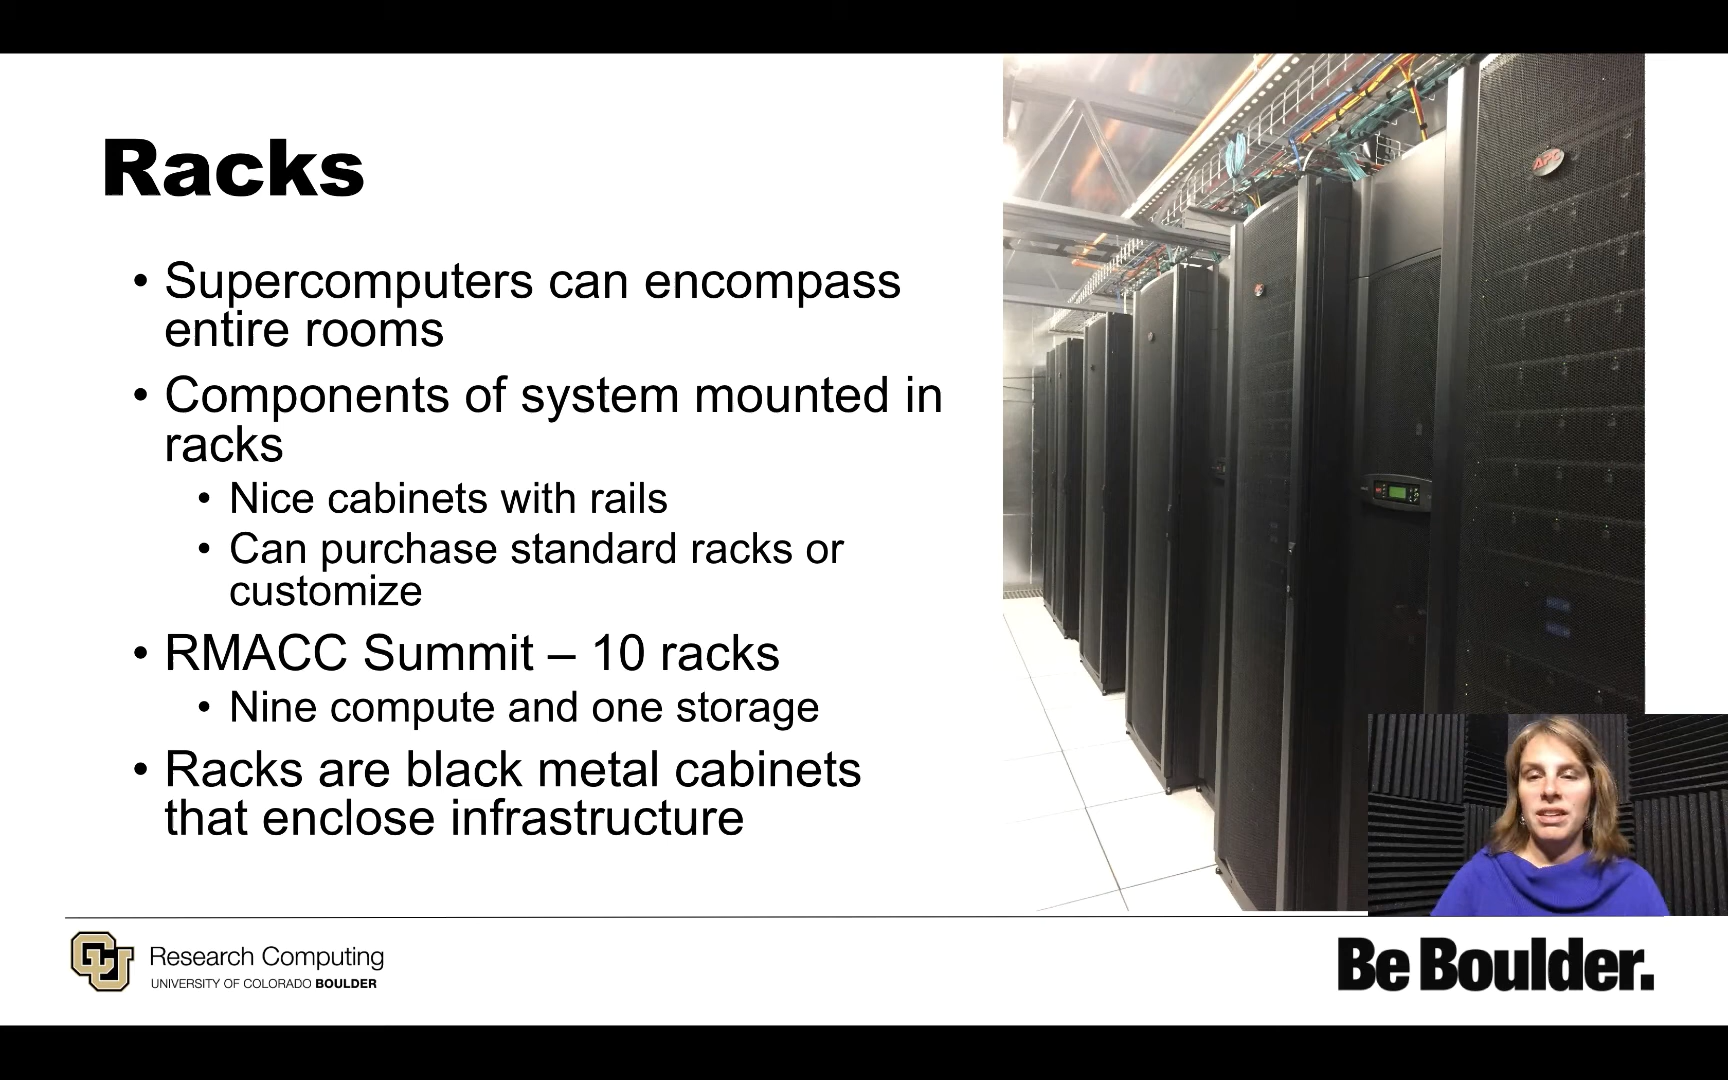 Racks
• Supercomputers can encompass
entire rooms
• Components of system mounted in
racks
• Nice cabinets with rails
• Can purchase standard racks or
customize
• RMACC Summit – 10 racks
• Nine compute and one storage
• Racks are black metal cabinets
that enclose infrastructure
APC
CU
Research Computing
UNIVERSITY OF COLORADO BOULDER
Be Boulder.